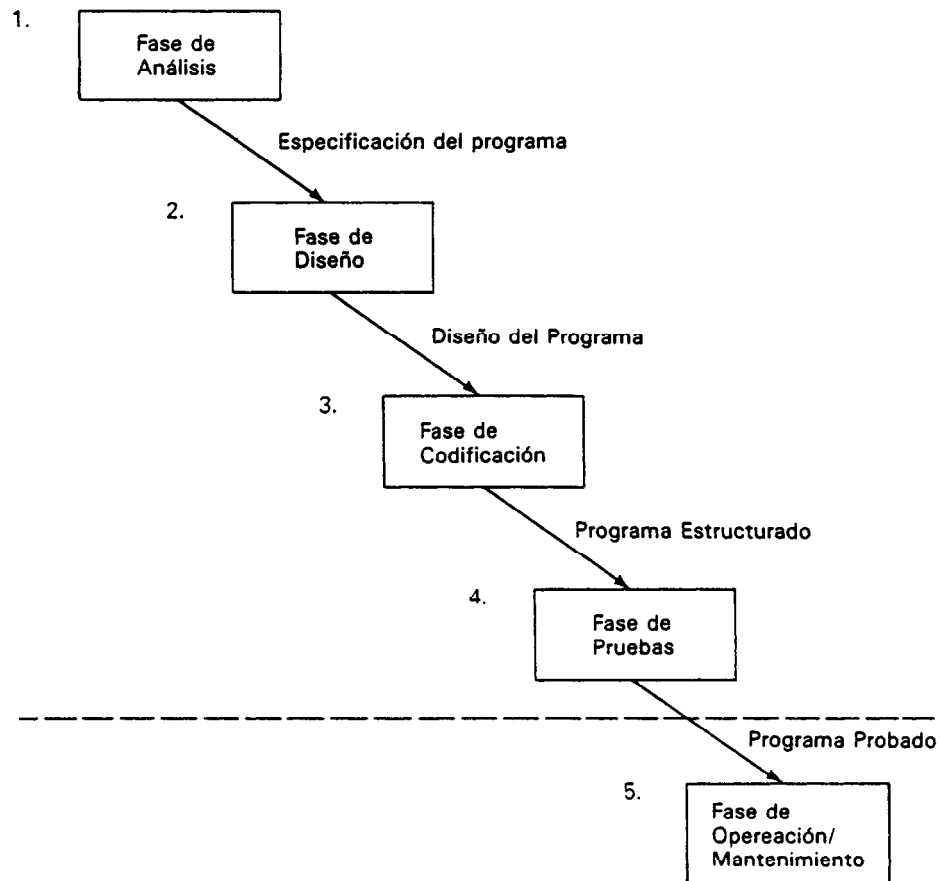 1.
Fase de
Análisis
Especificación del programa
2.
Fase de
Diseño
Diseño del Programa
3.
Fase de
Codificación
Programa Estructurado
4.
Fase de
Pruebas
Programa Probado
5.
Fase de
Opereación/
Mantenimiento